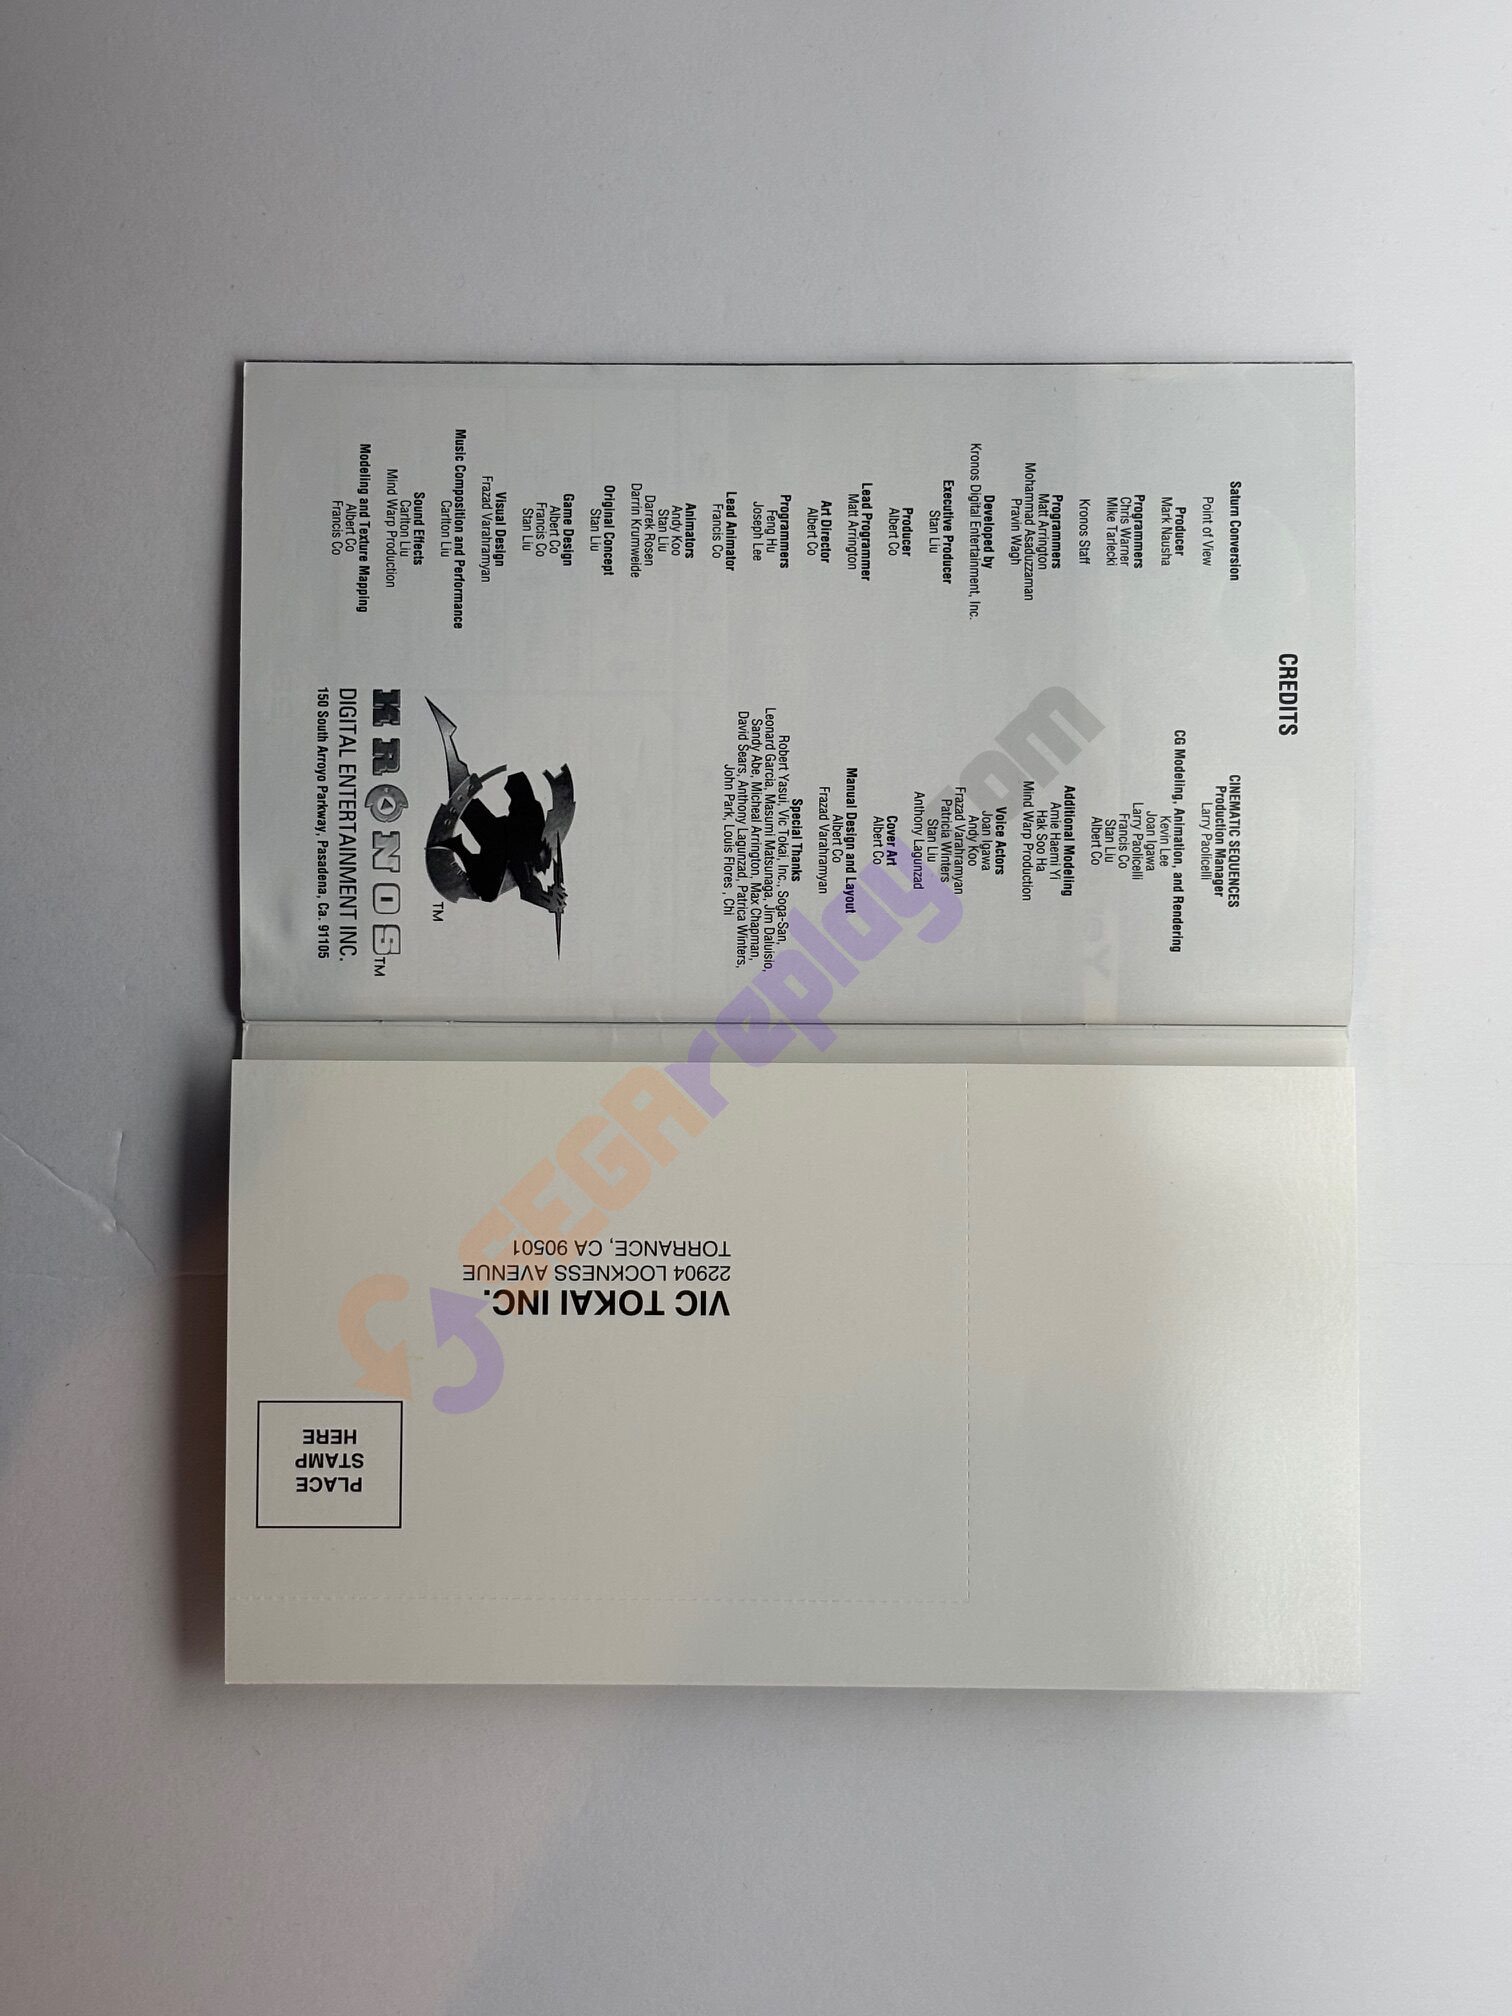 CREDITS
Saturn Conversion
Point of View
Producer
Mark Nausha
Programmers
Chris Warner
Mike Tarlecki
Kronos Staff
Programmers
Matt Arrington
Mohammad Asaduzzaman
Pravin Wagh
Developed by
Kronos Digital Entertainment, Inc.
Executive Producer
Stan Liu
Producer
Albert Co
Lead Programmer
Matt Arrington
Art Director
Albert Co
Programmers
Feng Hu
Joseph Lee
Lead Animator
Francis Co
Animators
Andy Koo
Stan Liu
Darrek Rosen
Darrin Krumweide
Original Concept
Stan Liu
Game Design
Albert Co
Francis Co
Stan Liu
Visual Design
Frazad Varahramyan
Music Composition and Performance
Carlton Liu
Sound Effects
Carlton Liu
Mind Warp Production
Modeling and Texture Mapping
Albert Co
Francis Co
CINEMATIC SEQUENCES
Production Manager
Larry Paolicelli
CG Modeling, Animation, and Rendering
Kevin Lee
Joan Igawa
Larry Paolicelli
Francis Co
Stan Liu
Albert Co
Additional Modeling
Amie Haemi Yi
Hak Soo Ha
Mind Warp Production
Voice Actors
Joan Igawa
Andy Koo
Frazad Varahramyan
Patricia Winters
Stan Liu
Anthony Lagunzad
Cover Art
Albert Co
Manual Design and Layout
Albert Co
Frazad Varahramyan
Special Thanks
Robert Yasui, Vic Tokai, Inc., Soga-San,
Leonard Garcia, Masumi Matsunaga, Jim Daluisio,
Sandy Abe, Micheal Arrington, Max Chapman,
David Sears, Anthony Lagunzad, Patrica Winters,
John Park, Louis Flores , Chi
TM
KRONOS TM
DIGITAL ENTERTAINMENT INC.
150 South Arroyo Parkway, Pasadena, Ca. 91105
PLACE
STAMP
HERE
VIC TOKAI INC.
22904 LOCKNESS AVENUE
TORRANCE, CA 90501
SEGAreplay.com